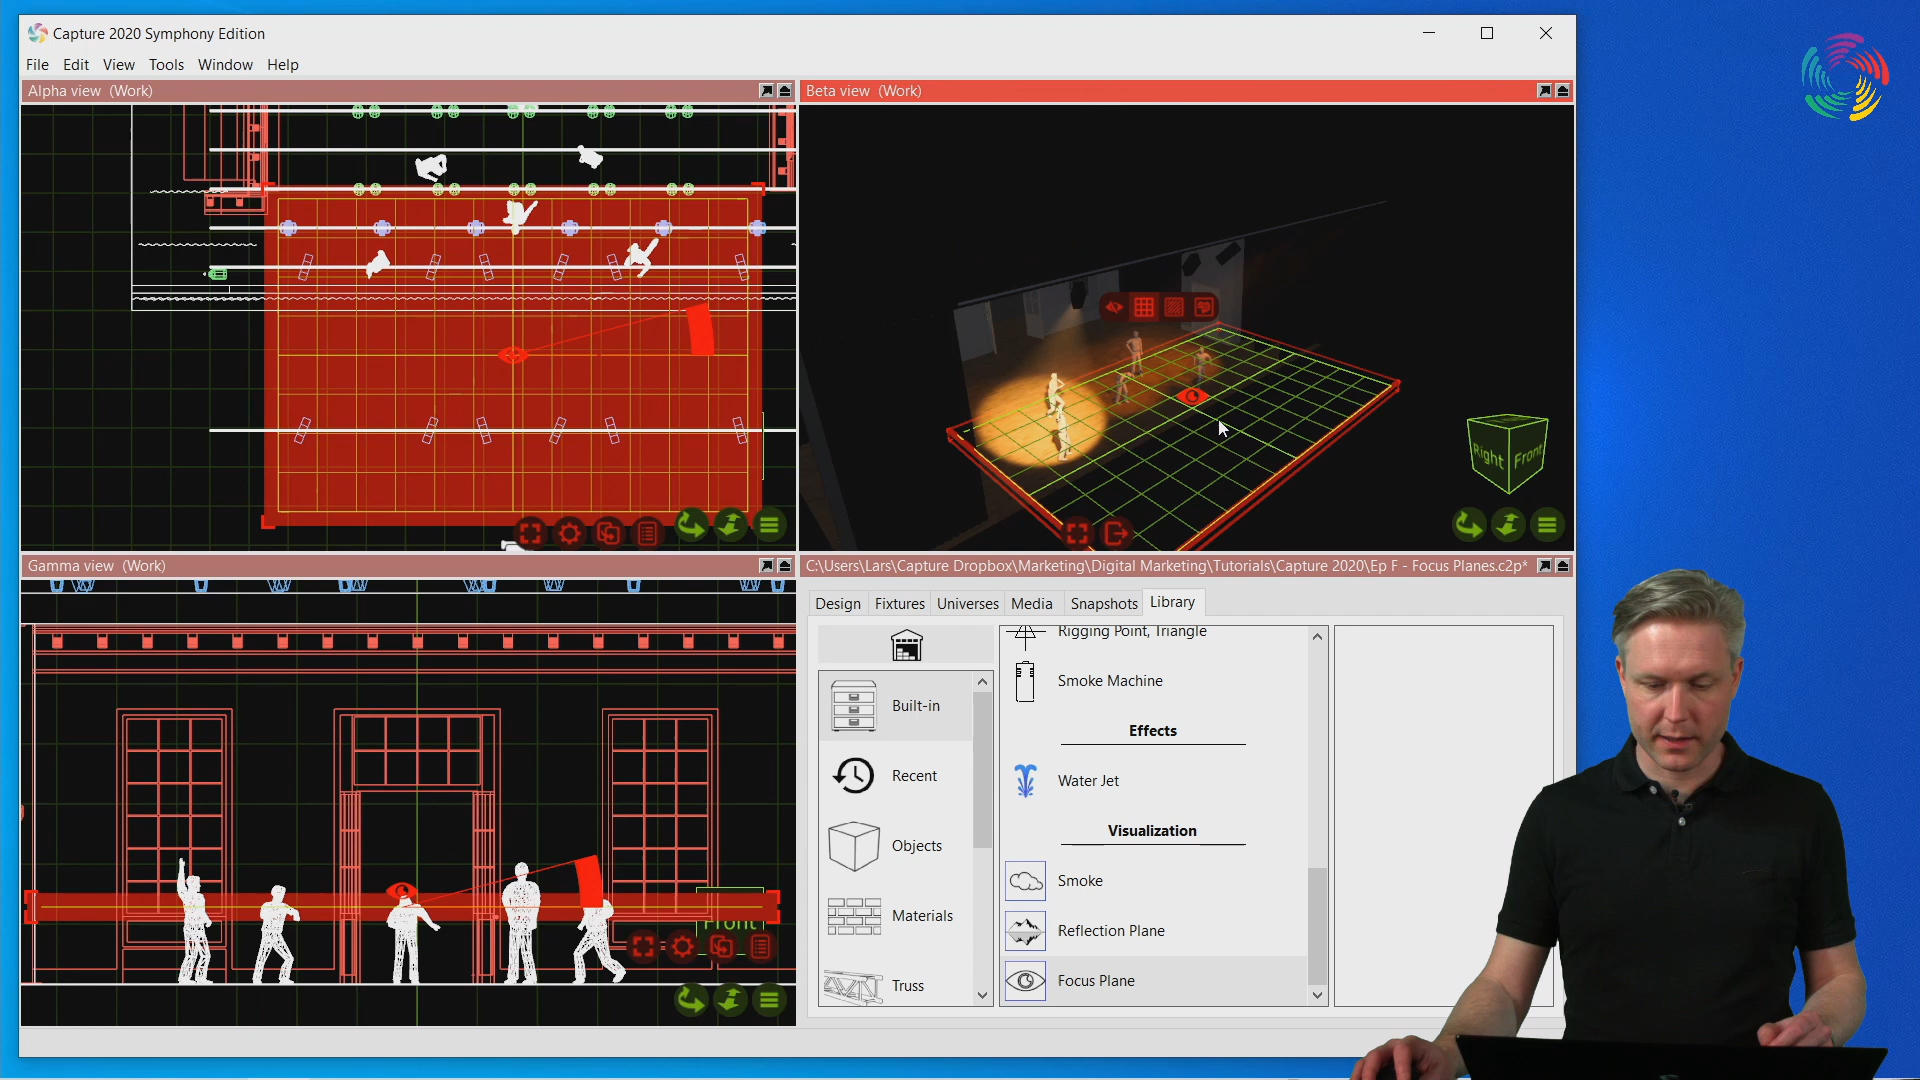 Capture 2020 Symphony Edition
File Edit View Tools Window Help
Alpha view (Work)
Beta view (Work)
Right Front
Gamma view (Work)
Front
C:\Users\Lars\Capture Dropbox\Marketing\Digital Marketing\Tutorials\Capture 2020\Ep F - Focus Planes.c2p*
Design Fixtures Universes Media Snapshots Library
Built-in
Recent
Objects
Materials
Truss
Rigging Point, Triangle
Smoke Machine
Effects
Water Jet
Visualization
Smoke
Reflection Plane
Focus Plane